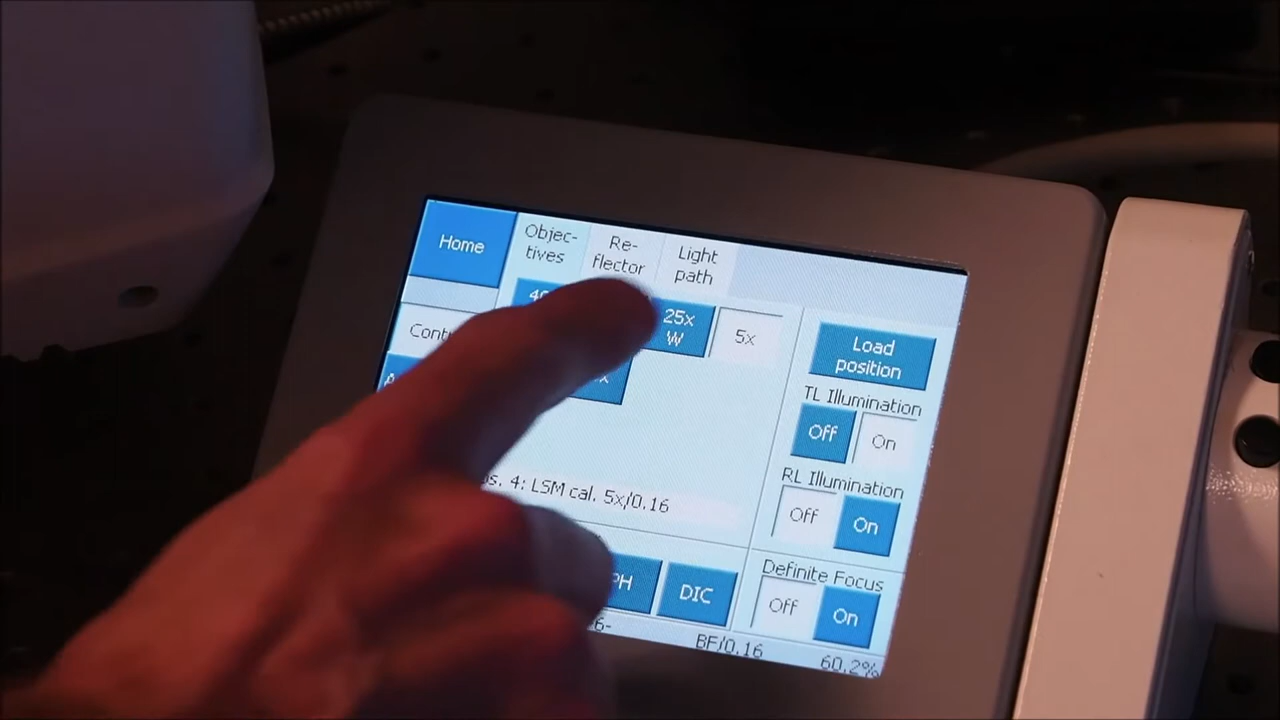 Home
Objec-
tives
Re-
flector
Light
path
25x
W
5x
Load
position
TL Illumination
Off
On
s. 4: LSM cal. 5x/0.16
RL Illumination
Off
On
Definite Focus
Off
On
PH
DIC
BF/0.16
60.2%